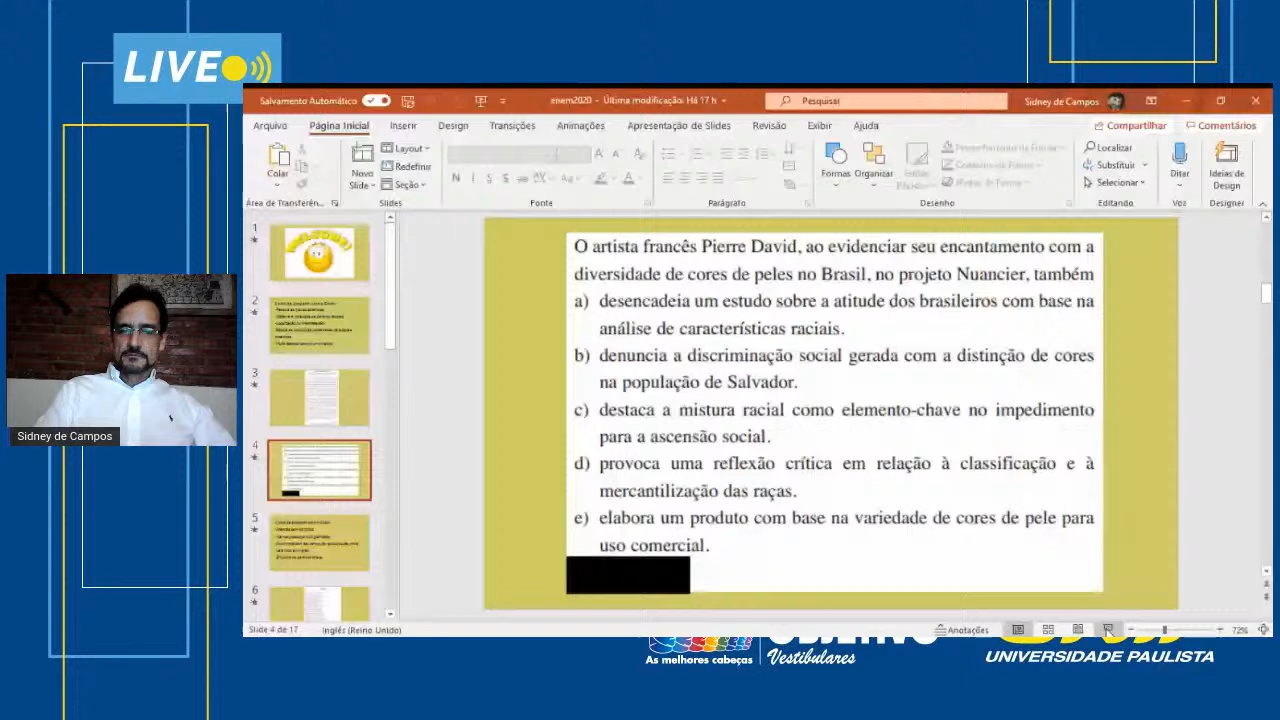 LIVE
Salvamento Automático
enem2020 - Última modificação: Há 17 h
Pesquisar
Sidney de Campos
Arquivo
Página Inicial
Inserir
Design
Transições
Animações
Apresentação de Slides
Revisão
Exibir
Ajuda
Compartilhar
Comentários
Colar
Novo
Slide
Layout
Redefinir
Seção
Formas
Organizar
Localizar
Substituir
Selecionar
Ditar
Ideias de
Design
Área de Transferên...
Slides
Fonte
Parágrafo
Desenho
Editando
Voz
Designer
1
2
3
4
5
6
O artista francês Pierre David, ao evidenciar seu encantamento com a
diversidade de cores de peles no Brasil, no projeto Nuancier, também
a) desencadeia um estudo sobre a atitude dos brasileiros com base na
análise de características raciais.
b) denuncia a discriminação social gerada com a distinção de cores
na população de Salvador.
c) destaca a mistura racial como elemento-chave no impedimento
para a ascensão social.
d) provoca uma reflexão crítica em relação à classificação e à
mercantilização das raças.
e) elabora um produto com base na variedade de cores de pele para
uso comercial.
Sidney de Campos
Slide 4 de 17
Inglês (Reino Unido)
Anotações
72%
As melhores cabeças
Vestibulares
UNIVERSIDADE PAULISTA